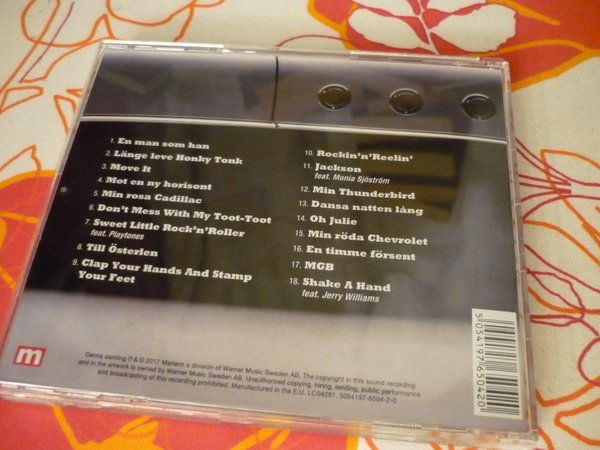 1. En man som han
2. Länge leve Honky Tonk
3. Move It
4. Mot en ny horisont
5. Min rosa Cadillac
6. Don't Mess With My Toot-Toot
7. Sweet Little Rock'n'Roller
feat. Playtones
8. Till Österlen
9. Clap Your Hands And Stamp
Your Feet
10. Rockin'n'Reelin'
11. Jackson
feat. Monia Sjöström
12. Min Thunderbird
13. Dansa natten lång
14. Oh Julie
15. Min röda Chevrolet
16. En timme försent
17. MGB
18. Shake A Hand
feat. Jerry Williams
m
Denna samling ℗ & © 2017 Mariann a division of Warner Music Sweden AB. The copyright in this sound recording
and in the artwork is owned by Warner Music Sweden AB. Unauthorized copying, hiring, lending, public performance
and broadcasting of this recording prohibited. Manufactured in the E.U. LC04281. 5054197-6504-2-0
5 054197 650420